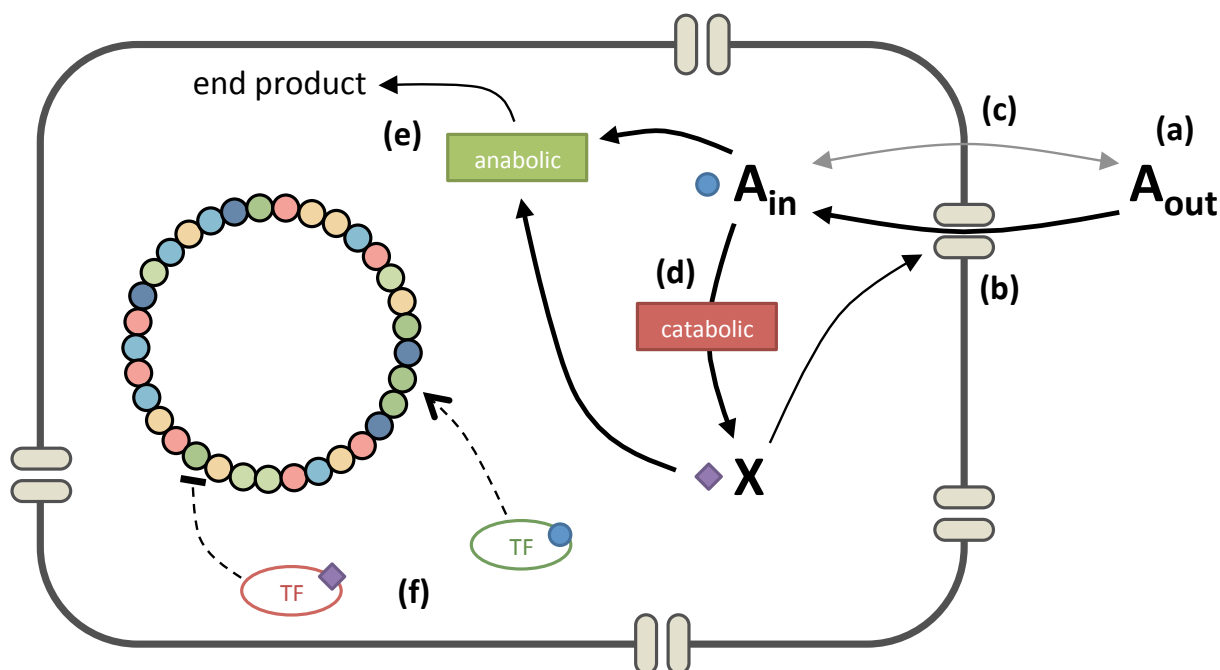 end product
(e)
anabolic
(c)
(a)
A_in
A_out
(d)
(b)
catabolic
X
TF
TF
(f)